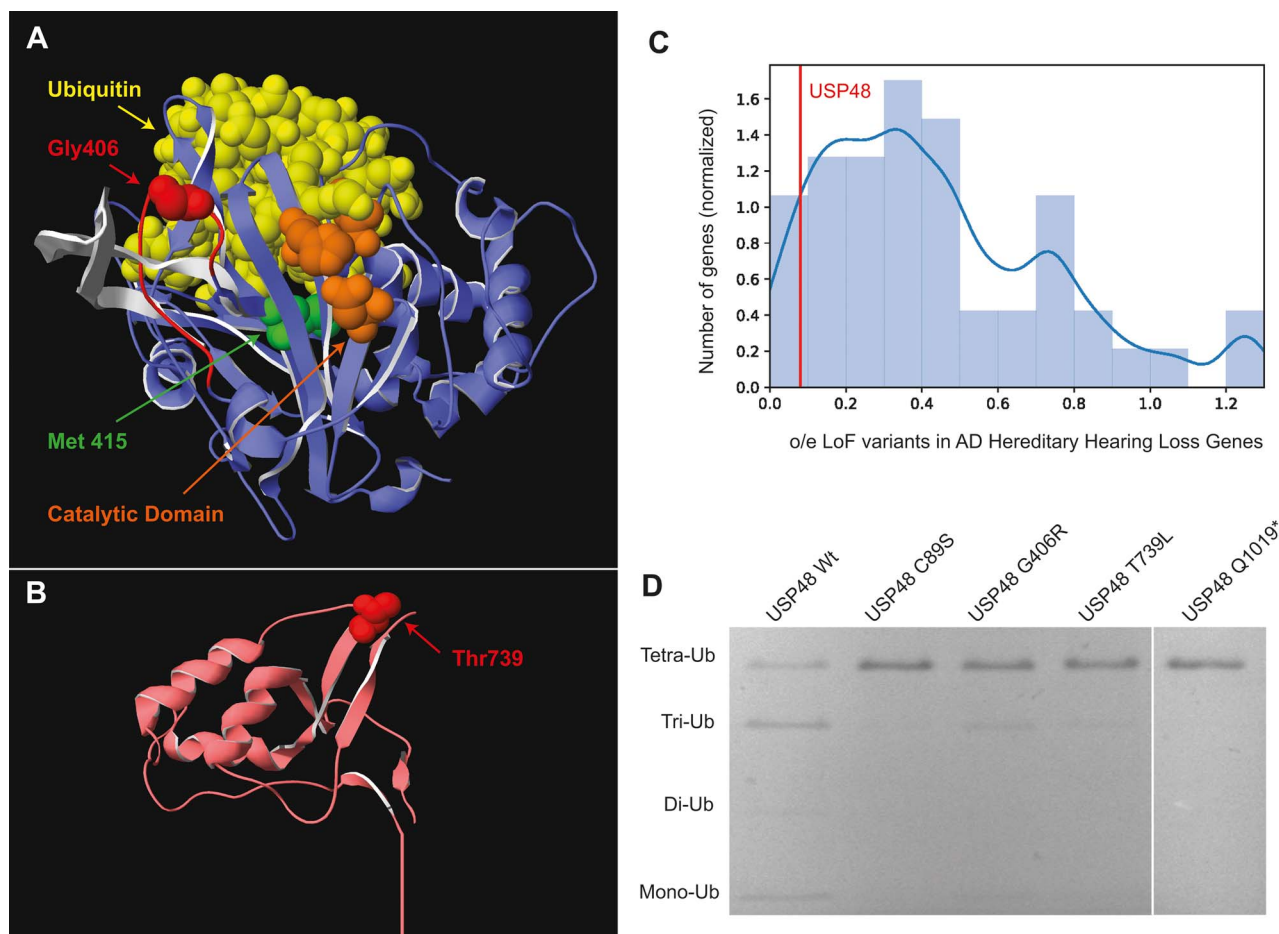 A
Ubiquitin
Gly406
Met 415
Catalytic Domain
B
Thr739
C
USP48
Number of genes (normalized)
1.6
1.4
1.2
1.0
0.8
0.6
0.4
0.2
0.0
0.0 0.2 0.4 0.6 0.8 1.0 1.2
o/e LoF variants in AD Hereditary Hearing Loss Genes
D
USP48 Wt
USP48 C89S
USP48 G406R
USP48 T739L
USP48 Q1019*
Tetra-Ub
Tri-Ub
Di-Ub
Mono-Ub